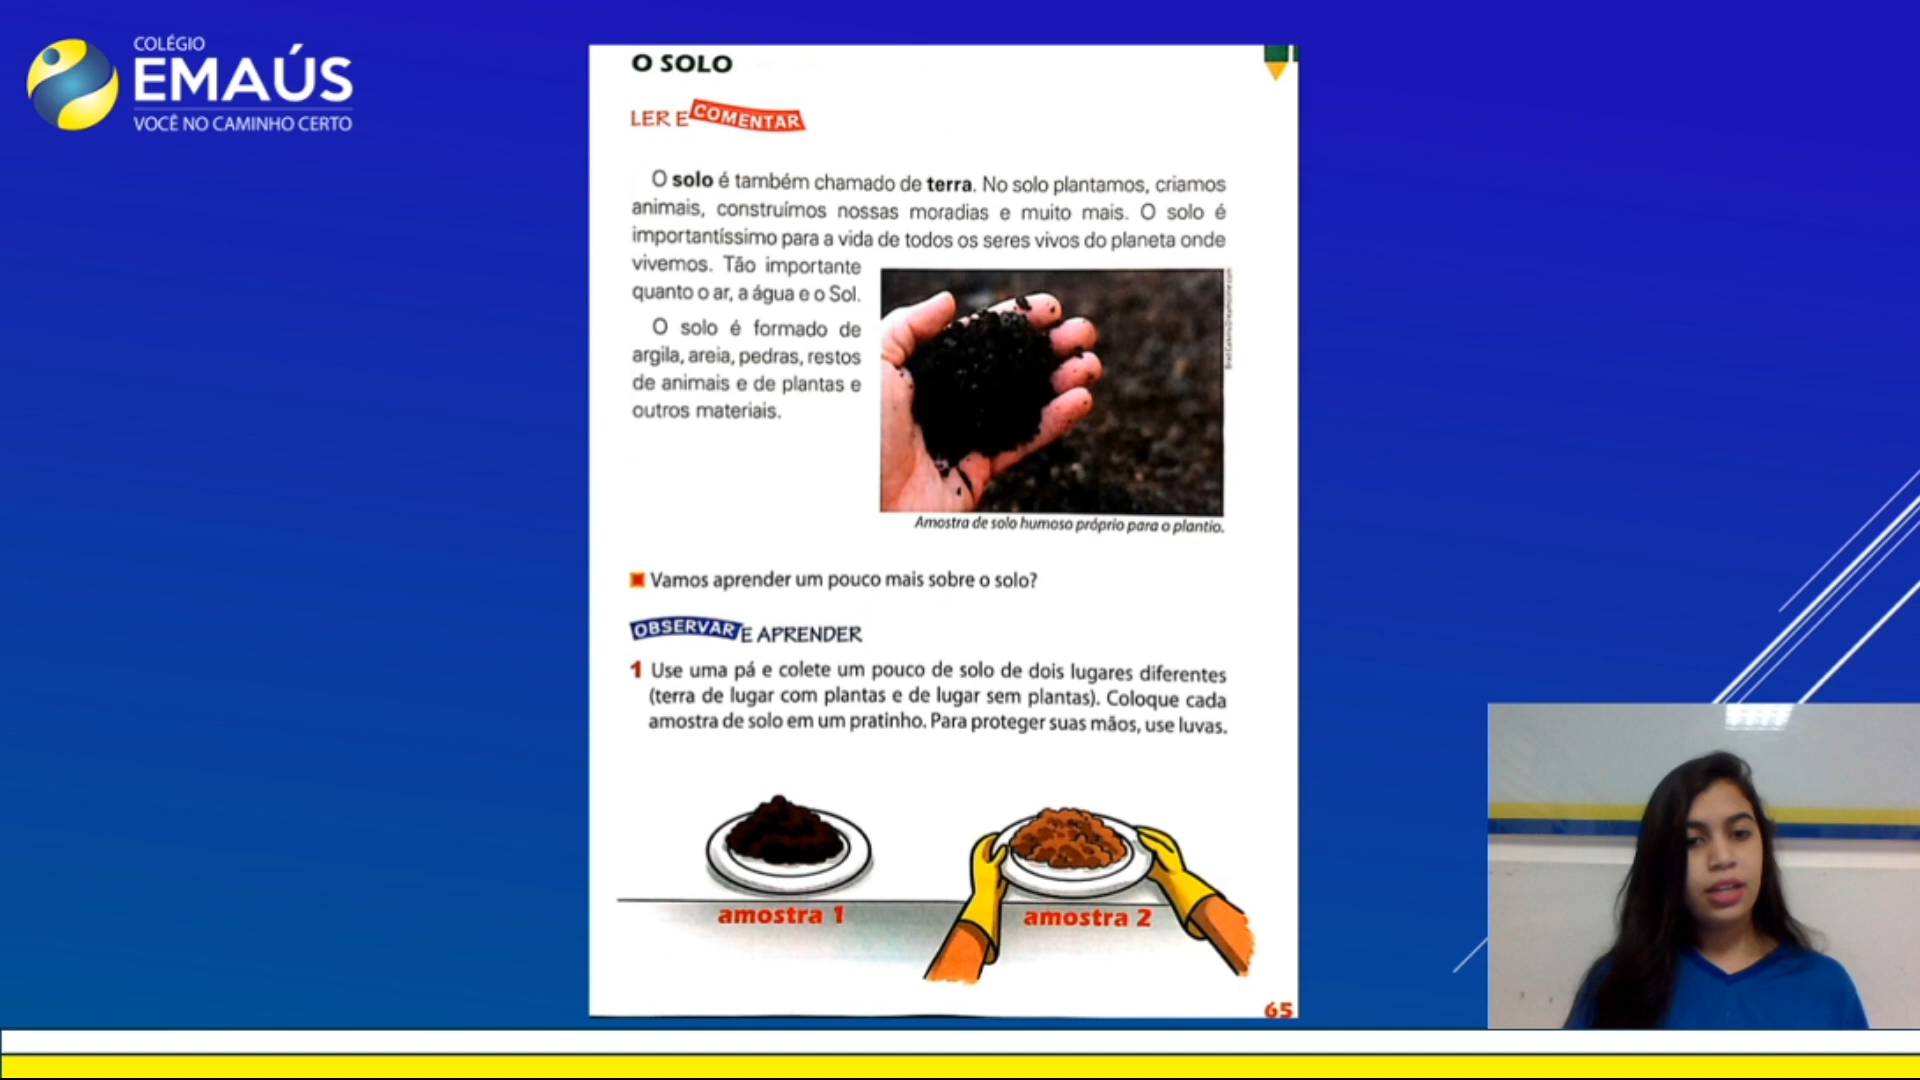 COLÉGIO
EMAÚS
VOCÊ NO CAMINHO CERTO
O SOLO
LER E COMENTAR
O solo é também chamado de terra. No solo plantamos, criamos
animais, construímos nossas moradias e muito mais. O solo é
importantíssimo para a vida de todos os seres vivos do planeta onde
vivemos. Tão importante
quanto o ar, a água e o Sol.
O solo é formado de
argila, areia, pedras, restos
de animais e de plantas e
outros materiais.
Amostra de solo humoso próprio para o plantio.
Vamos aprender um pouco mais sobre o solo?
OBSERVAR E APRENDER
1 Use uma pá e colete um pouco de solo de dois lugares diferentes
(terra de lugar com plantas e de lugar sem plantas). Coloque cada
amostra de solo em um pratinho. Para proteger suas mãos, use luvas.
amostra 1
amostra 2
65